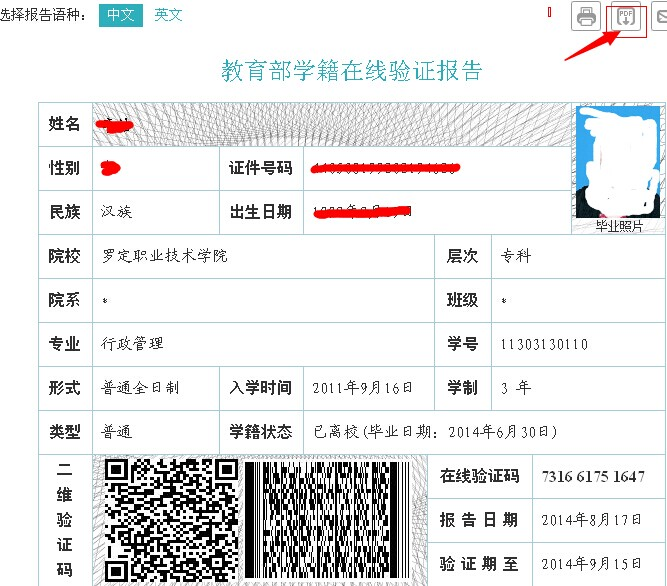 选择报告语种： 中文 英文
PDF
教育部学籍在线验证报告
姓名
性别 证件号码
民族 汉族 出生日期
毕业照片
院校 罗定职业技术学院 层次 专科
院系 * 班级 *
专业 行政管理 学号 11303130110
形式 普通全日制 入学时间 2011年9月16日 学制 3 年
类型 普通 学籍状态 已离校(毕业日期：2014年6月30日)
二维验证码 在线验证码 7316 6175 1647
报告日期 2014年8月17日
验证期至 2014年9月15日